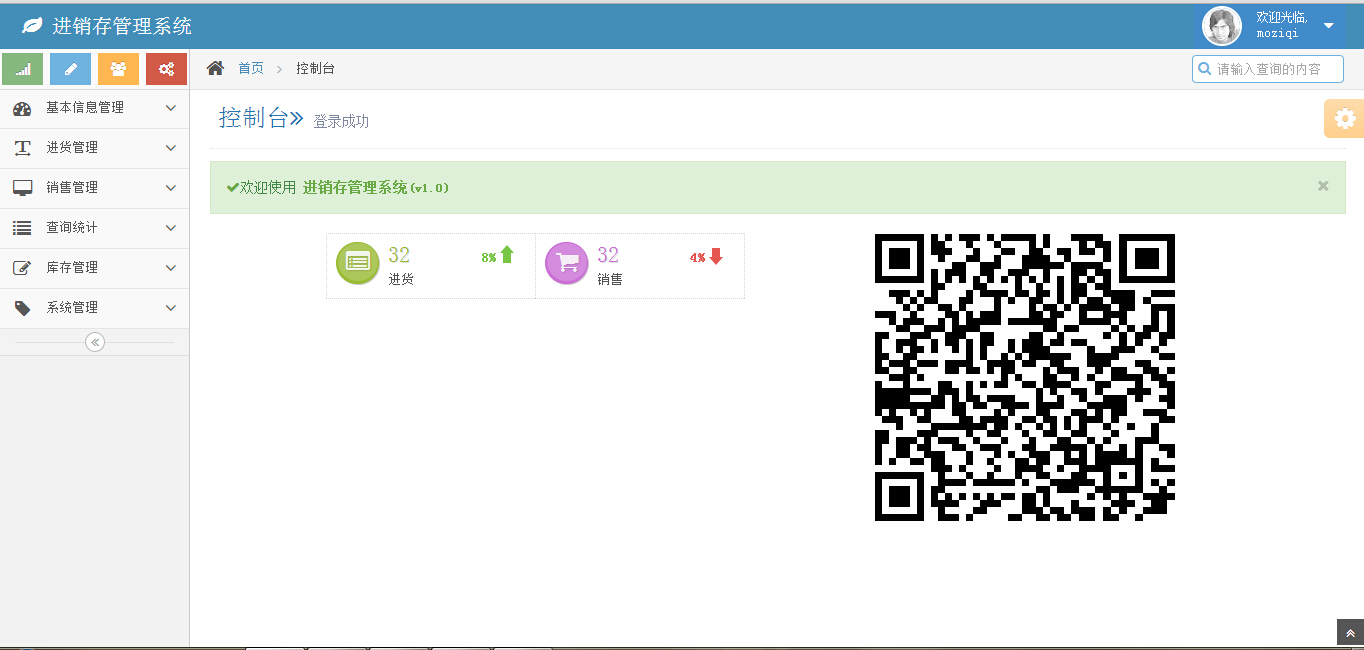 进销存管理系统
欢迎光临,
moziqi
首页
控制台
请输入查询的内容
基本信息管理
进货管理
销售管理
查询统计
库存管理
系统管理
控制台
登录成功
欢迎使用 进销存管理系统(v1.0)
32
8%
进货
32
4%
销售